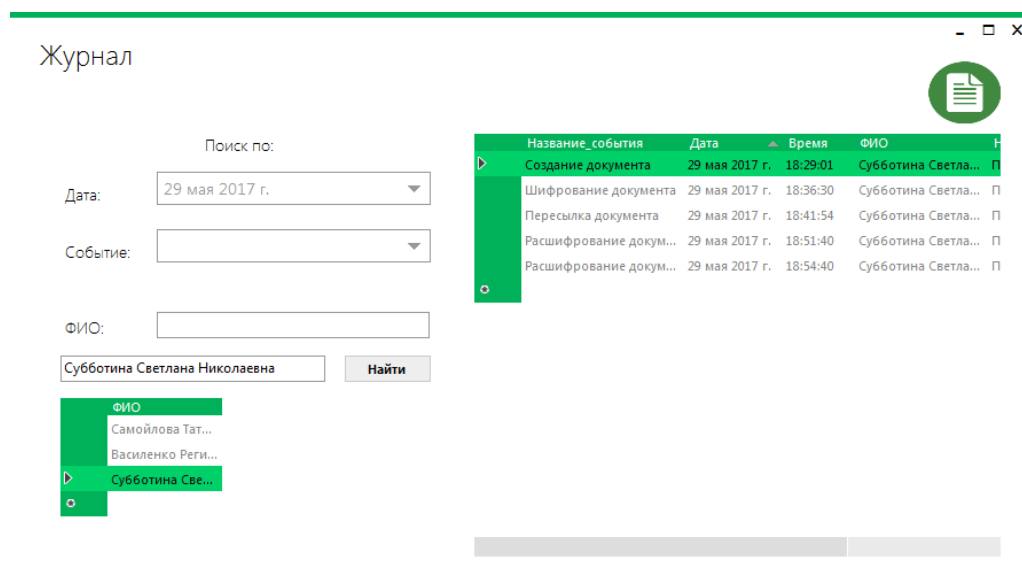 Журнал
Поиск по:
Дата: 29 мая 2017 г.
Событие:
ФИО:
Субботина Светлана Николаевна Найти
ФИО
Самойлова Тат...
Василенко Реги...
Субботина Све...
Название_события Дата Время ФИО Н
Создание документа 29 мая 2017 г. 18:29:01 Субботина Светла... П
Шифрование документа 29 мая 2017 г. 18:36:30 Субботина Светла... П
Пересылка документа 29 мая 2017 г. 18:41:54 Субботина Светла... П
Расшифрование докум... 29 мая 2017 г. 18:51:40 Субботина Светла... П
Расшифрование докум... 29 мая 2017 г. 18:54:40 Субботина Светла... П